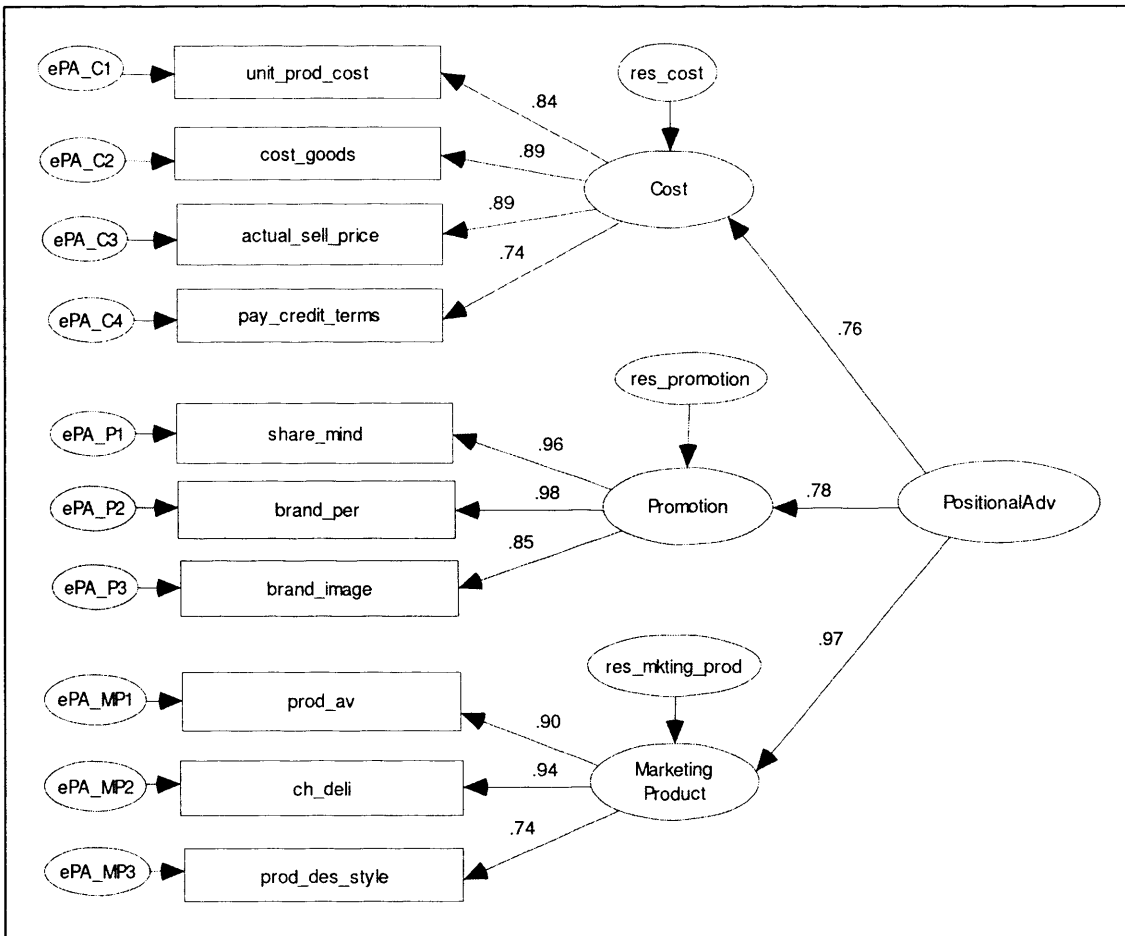 ePA_C1
unit_prod_cost
res_cost
.84
ePA_C2
cost_goods
.89
Cost
ePA_C3
actual_sell_price
.89
ePA_C4
pay_credit_terms
.74
.76
res_promotion
ePA_P1
share_mind
.96
ePA_P2
brand_per
.98
Promotion
.78
PositionalAdv
ePA_P3
brand_image
.85
.97
res_mkting_prod
ePA_MP1
prod_av
.90
ePA_MP2
ch_deli
.94
Marketing
Product
ePA_MP3
prod_des_style
.74